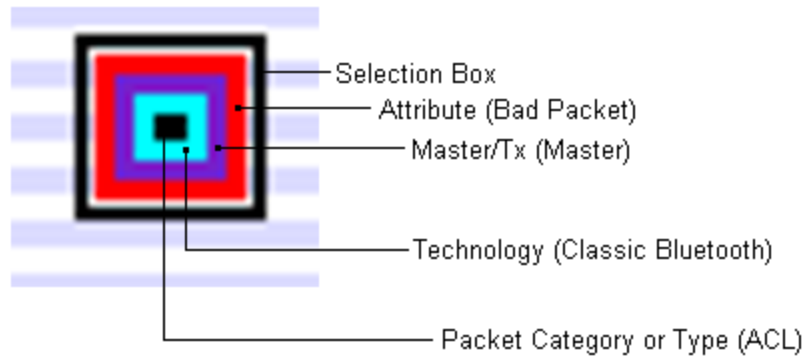 Selection Box
Attribute (Bad Packet)
Master/Tx (Master)
Technology (Classic Bluetooth)
Packet Category or Type (ACL)